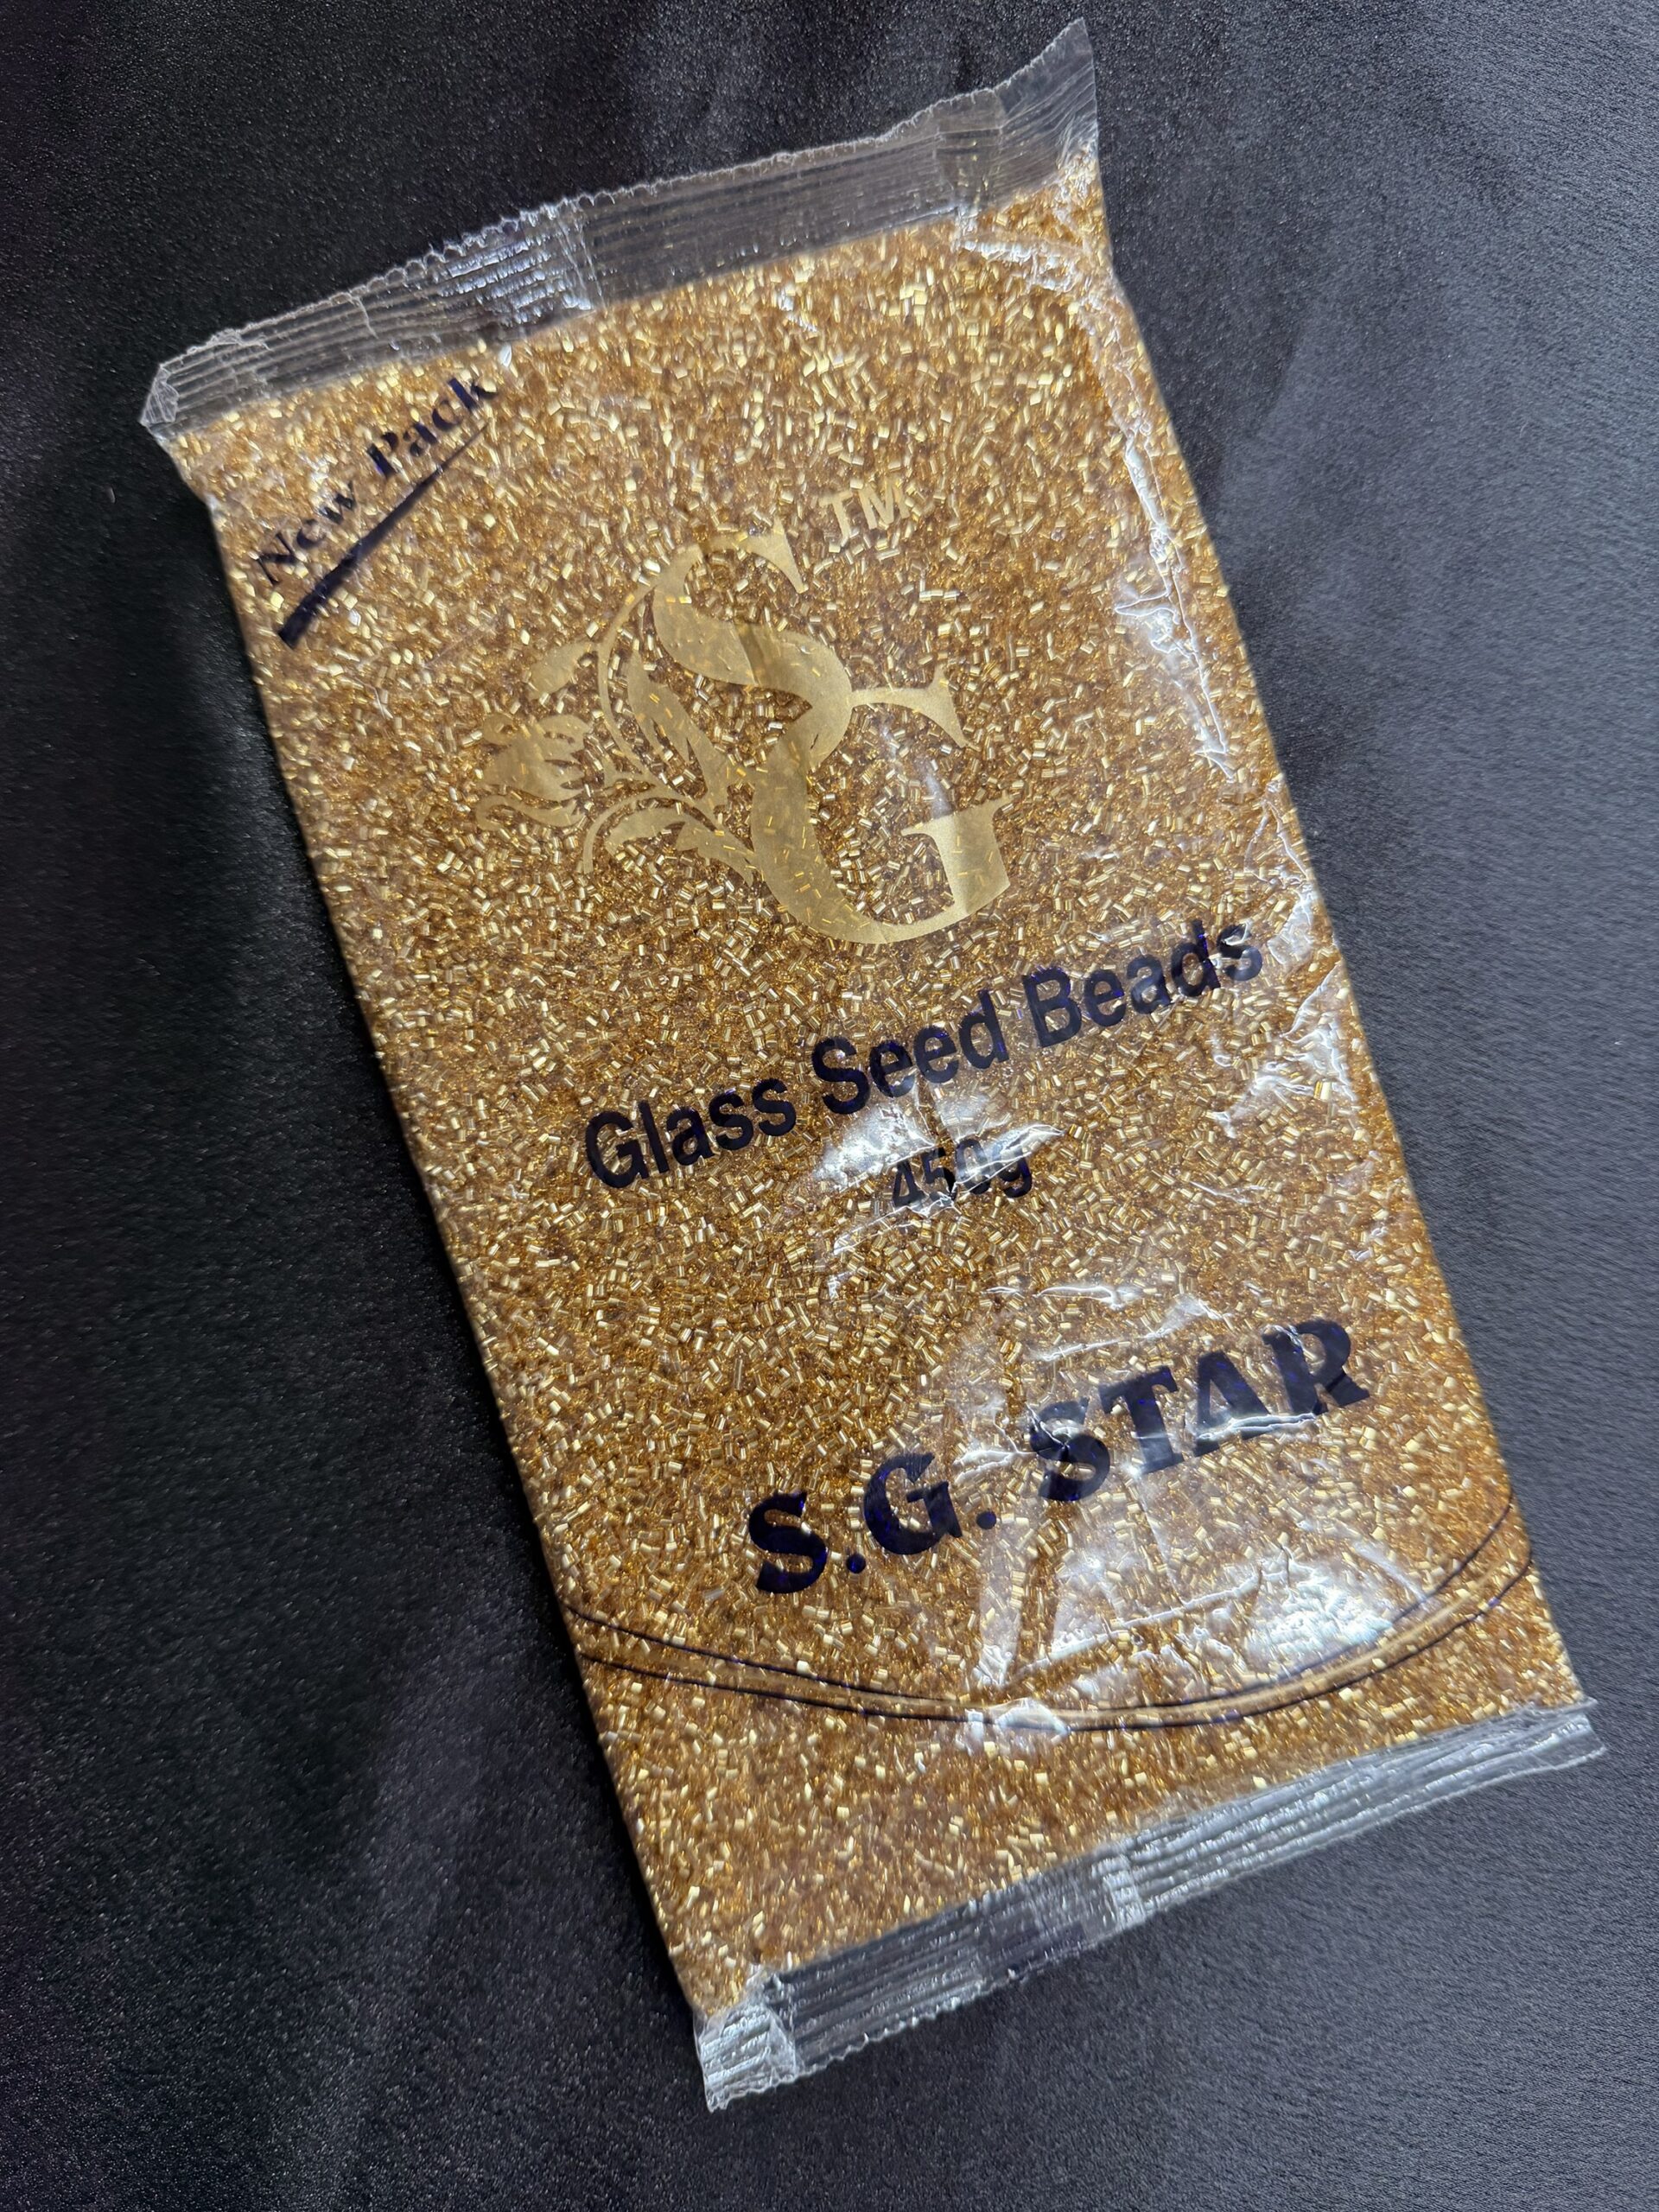 New Pack
SG TM
Glass Seed Beads
450g
S.G. STAR